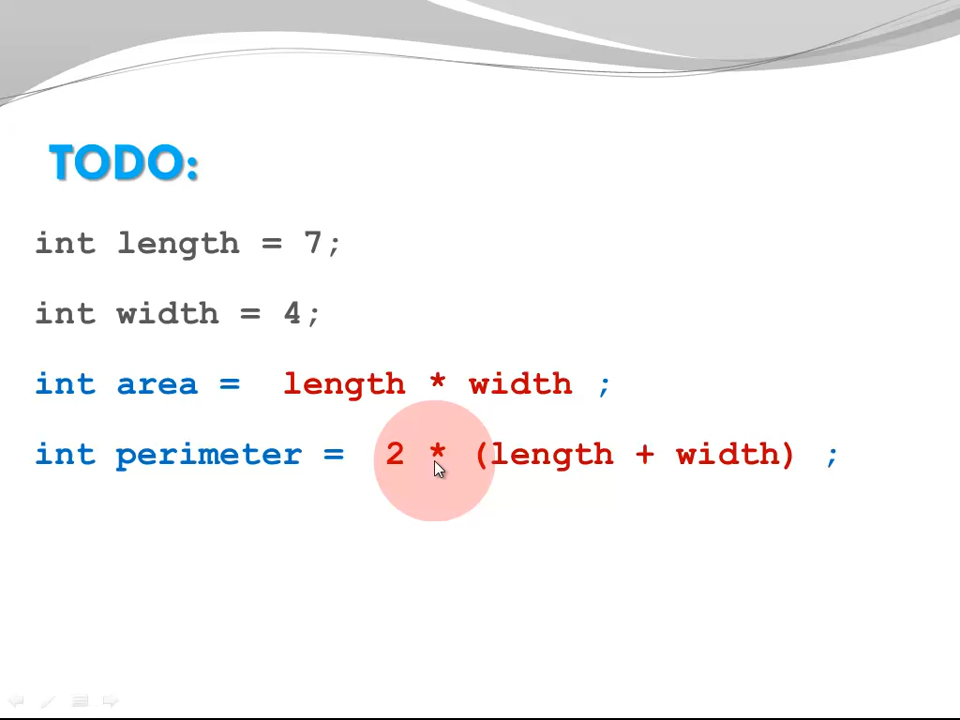 TODO:
int length = 7;
int width = 4;
int area = length * width ;
int perimeter = 2 * (length + width) ;